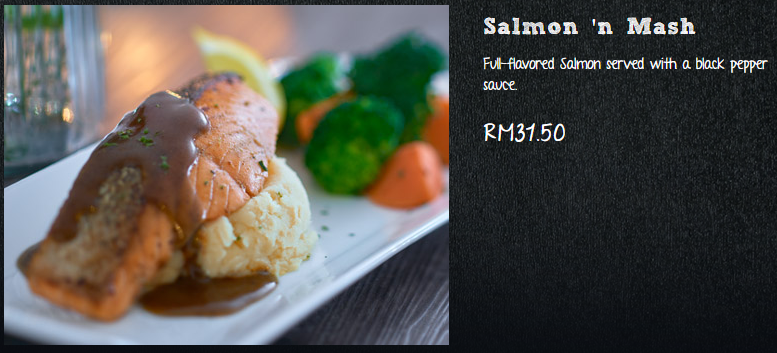 Salmon 'n Mash
Full-flavored Salmon served with a black pepper
sauce.
RM31.50